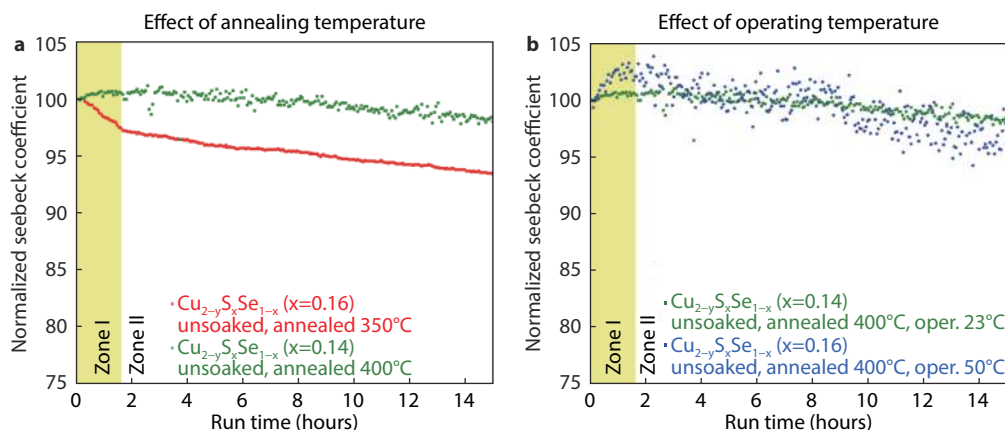 Effect of annealing temperature
a
Normalized seebeck coefficient
105
100
95
90
85
80
75
Zone I
Zone II
Cu2−ySxSe1−x (x=0.16)
unsoaked, annealed 350°C
Cu2−ySxSe1−x (x=0.14)
unsoaked, annealed 400°C
0 2 4 6 8 10 12 14
Run time (hours)
Effect of operating temperature
b
Normalized seebeck coefficient
105
100
95
90
85
80
75
Zone I
Zone II
Cu2−ySxSe1−x (x=0.14)
unsoaked, annealed 400°C, oper. 23°C
Cu2−ySxSe1−x (x=0.16)
unsoaked, annealed 400°C, oper. 50°C
0 2 4 6 8 10 12 14
Run time (hours)